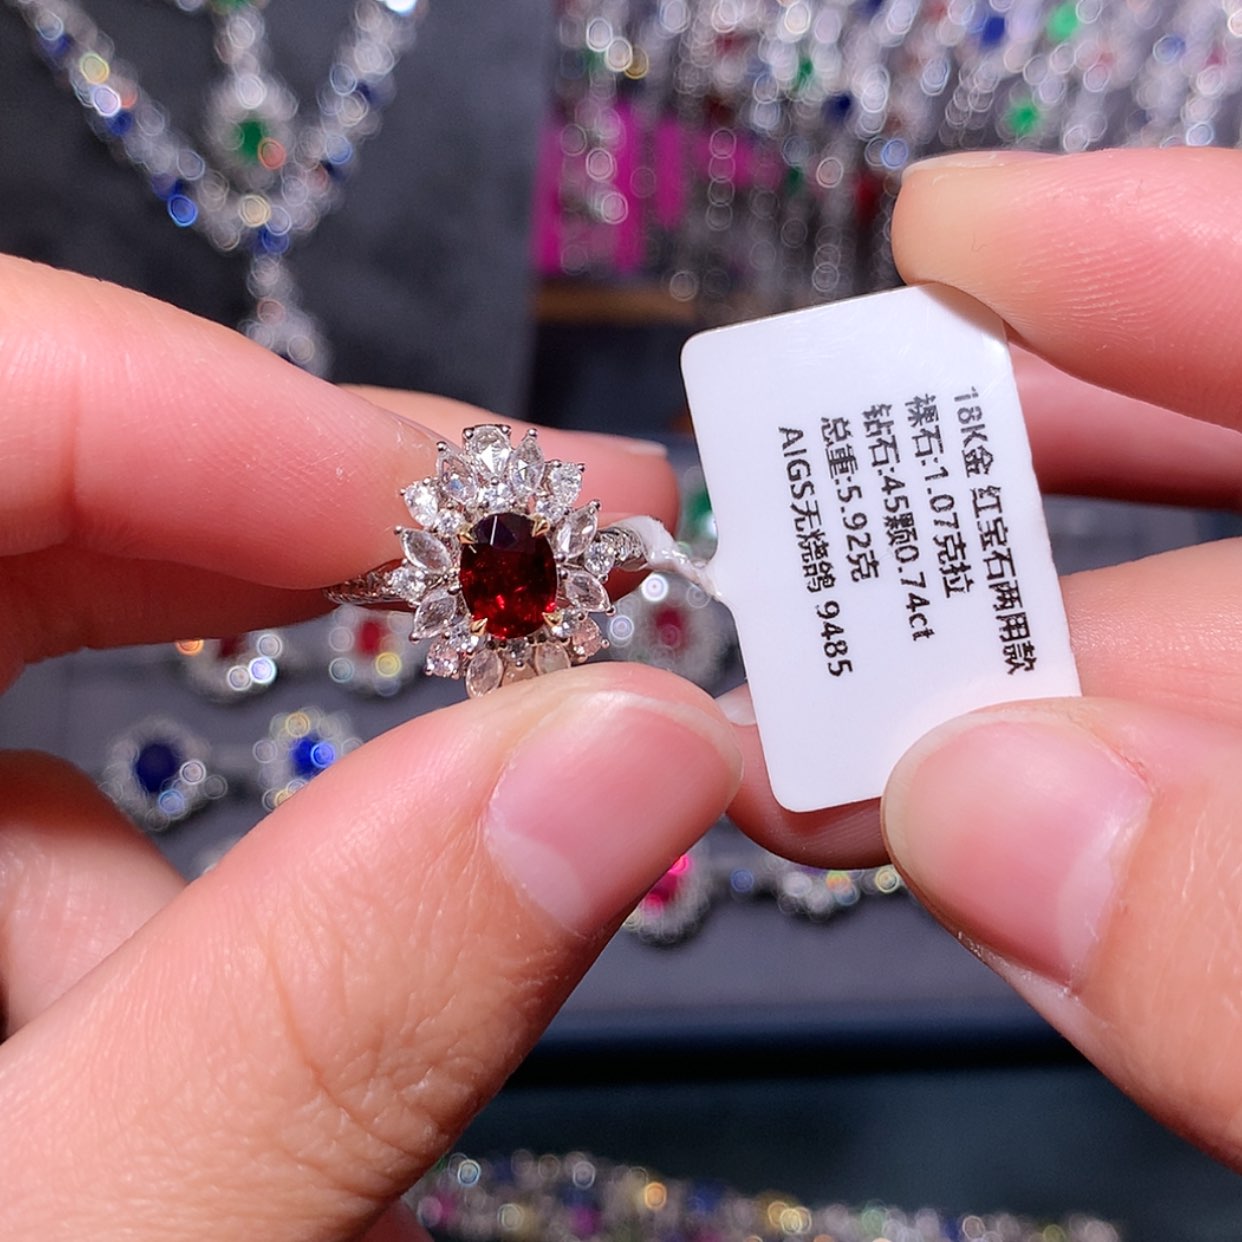 18K金 红宝石两用款
裸石:1.07克拉
钻石:45颗0.74ct
总重:5.92克
AIGS无烧鸽 9485